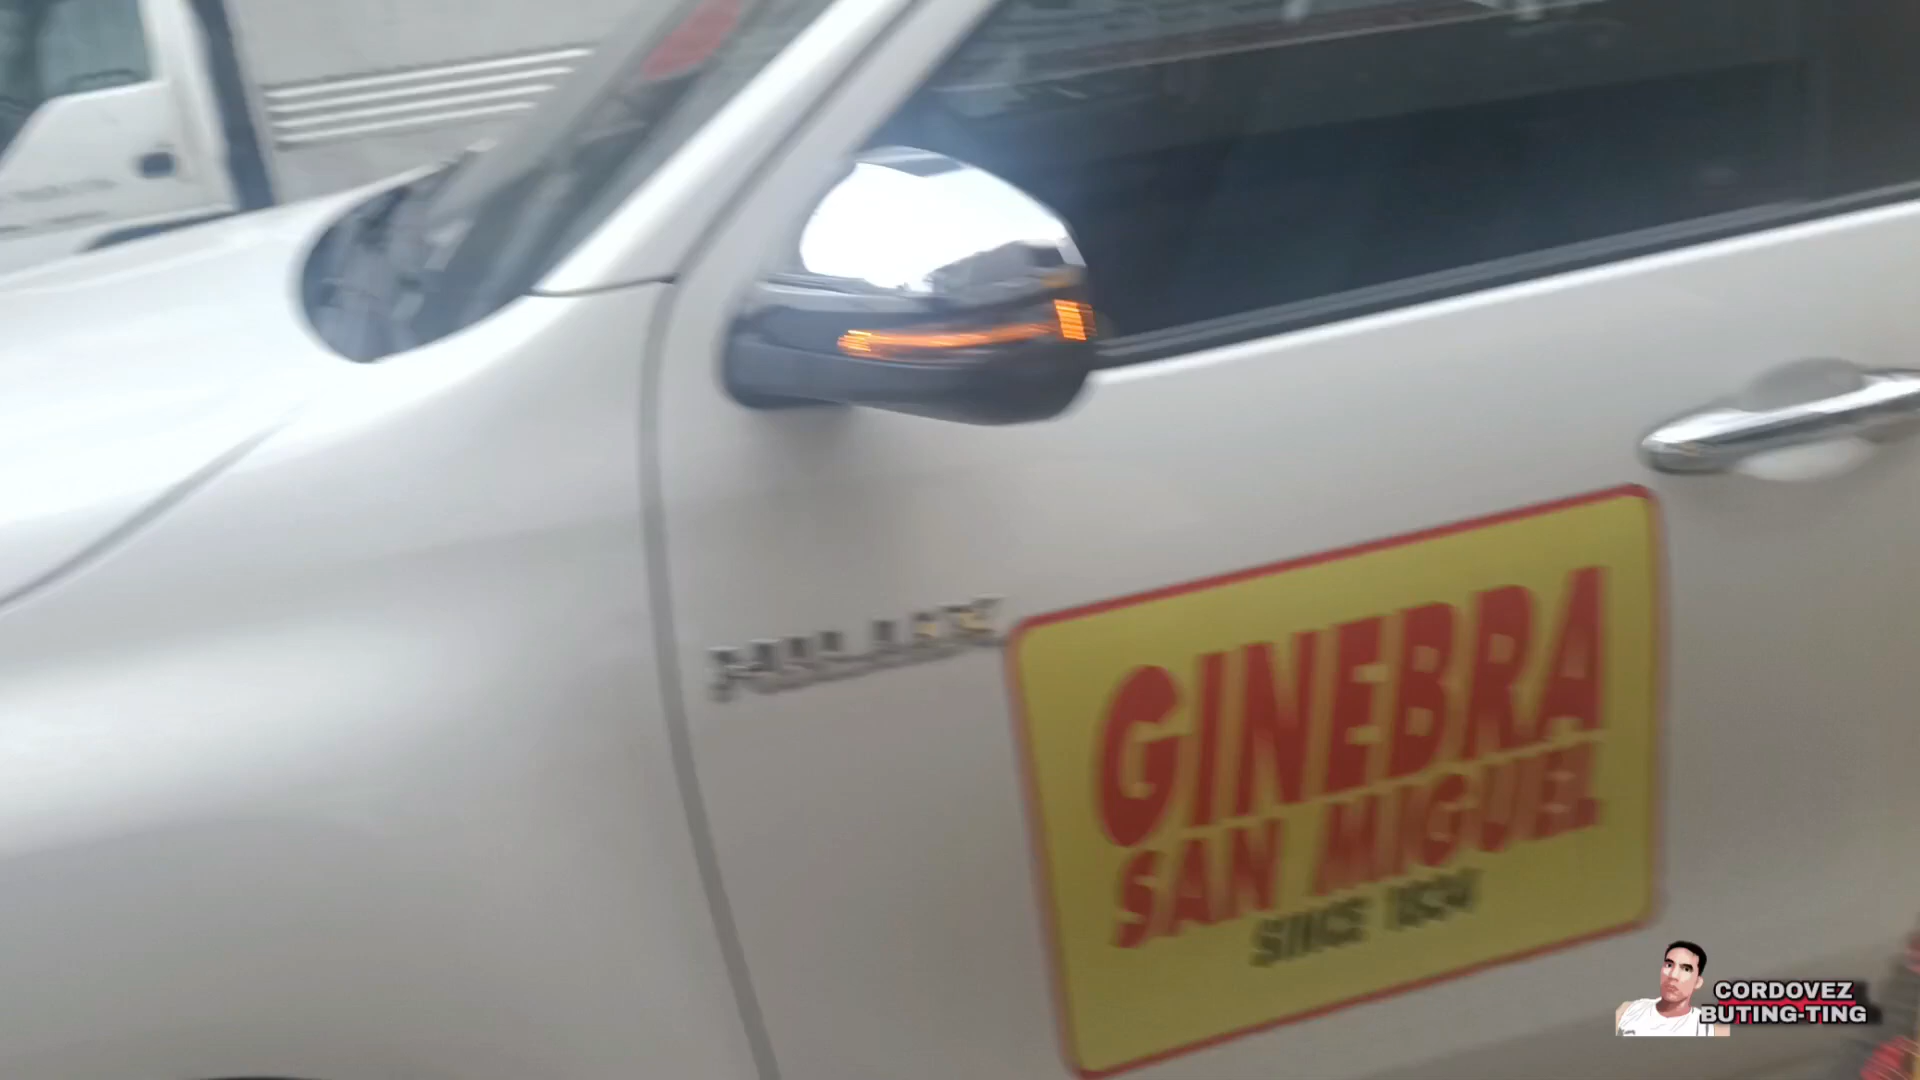 HILUX
GINEBRA
SAN MIGUEL
SINCE 1834
CORDOVEZ
BUTING-TING